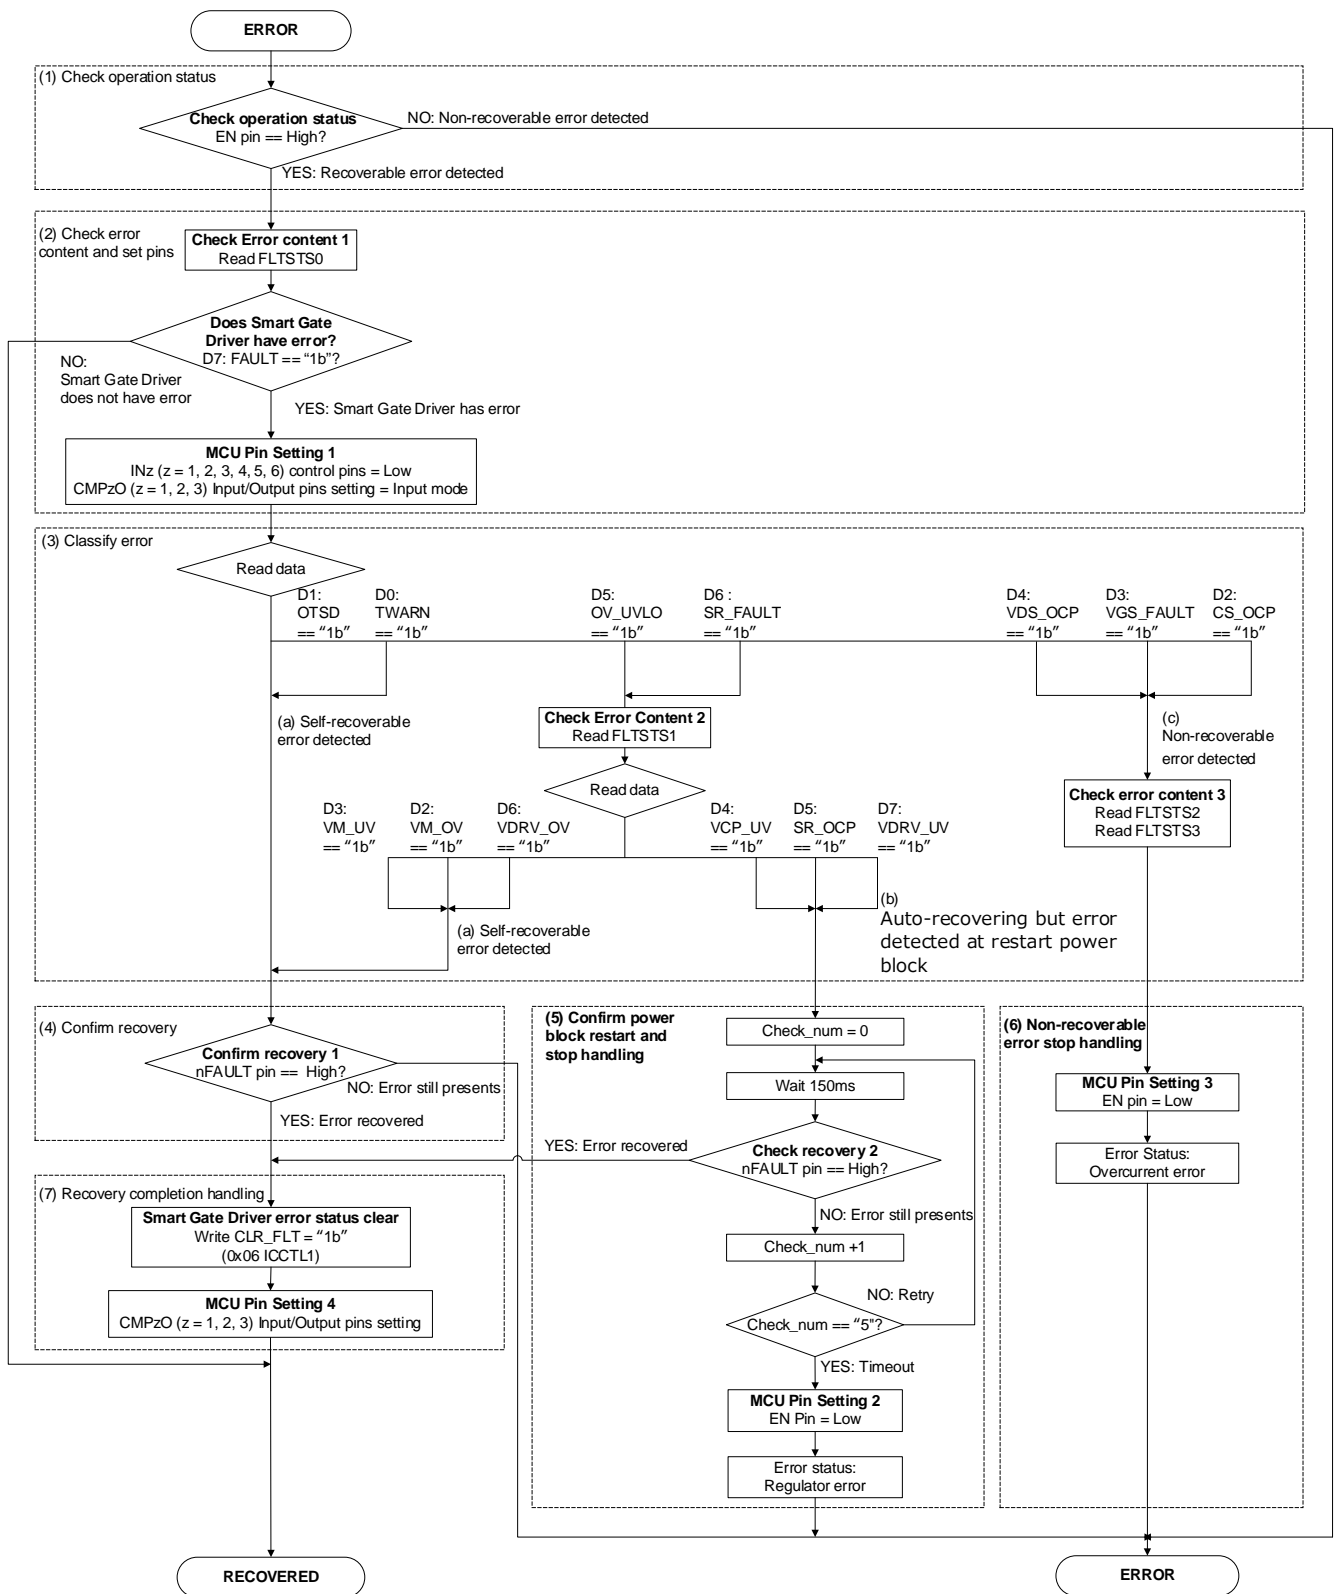 ERROR
(1) Check operation status
Check operation status
EN pin == High?
NO: Non-recoverable error detected
YES: Recoverable error detected
(2) Check error
content and set pins
Check Error content 1
Read FLTSTS0
Does Smart Gate
Driver have error?
D7: FAULT == “1b”?
NO:
Smart Gate Driver
does not have error
YES: Smart Gate Driver has error
MCU Pin Setting 1
INz (z = 1, 2, 3, 4, 5, 6) control pins = Low
CMPzO (z = 1, 2, 3) Input/Output pins setting = Input mode
(3) Classify error
Read data
D1:
OTSD
== “1b”
D0:
TWARN
== “1b”
D5:
OV_UVLO
== “1b”
D6 :
SR_FAULT
== “1b”
D4:
VDS_OCP
== “1b”
D3:
VGS_FAULT
== “1b”
D2:
CS_OCP
== “1b”
(a) Self-recoverable
error detected
Check Error Content 2
Read FLTSTS1
Read data
(c)
Non-recoverable
error detected
Check error content 3
Read FLTSTS2
Read FLTSTS3
D3:
VM_UV
== “1b”
D2:
VM_OV
== “1b”
D6:
VDRV_OV
== “1b”
D4:
VCP_UV
== “1b”
D5:
SR_OCP
== “1b”
D7:
VDRV_UV
== “1b”
(a) Self-recoverable
error detected
(b)
Auto-recovering but error
detected at restart power
block
(4) Confirm recovery
Confirm recovery 1
nFAULT pin == High?
NO: Error still presents
YES: Error recovered
(5) Confirm power
block restart and
stop handling
Check_num = 0
Wait 150ms
Check recovery 2
nFAULT pin == High?
YES: Error recovered
NO: Error still presents
Check_num +1
NO: Retry
Check_num == “5”?
YES: Timeout
MCU Pin Setting 2
EN Pin = Low
Error status:
Regulator error
(6) Non-recoverable
error stop handling
MCU Pin Setting 3
EN pin = Low
Error Status:
Overcurrent error
(7) Recovery completion handling
Smart Gate Driver error status clear
Write CLR_FLT = “1b”
(0x06 ICCTL1)
MCU Pin Setting 4
CMPzO (z = 1, 2, 3) Input/Output pins setting
RECOVERED
ERROR